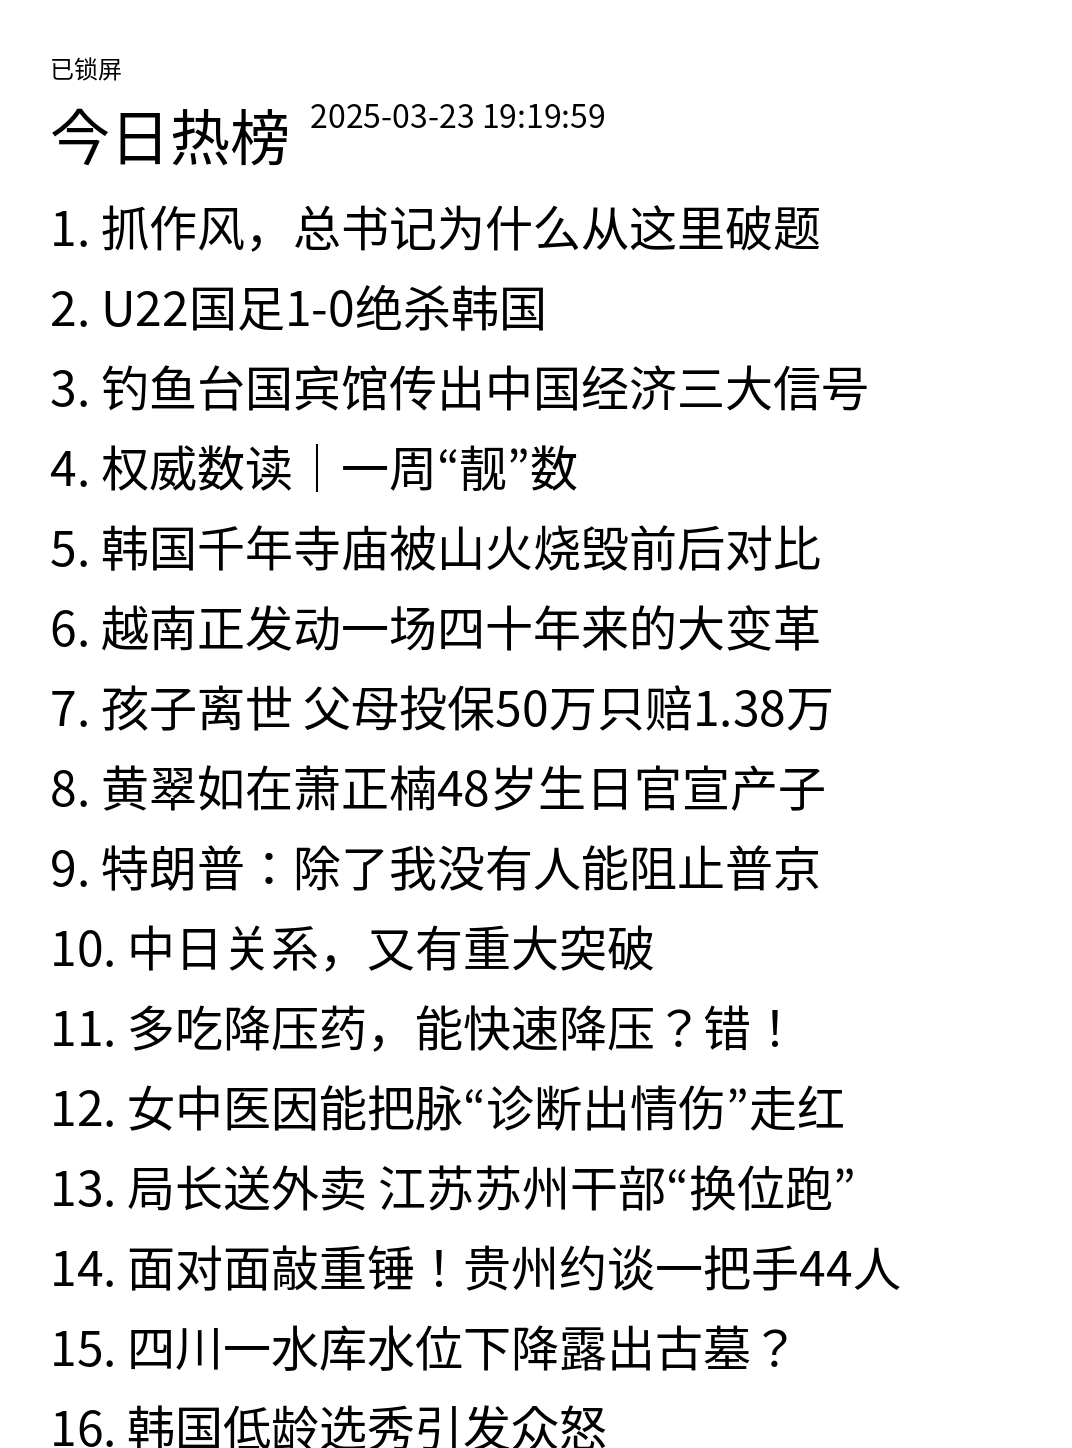 已锁屏
今日热榜 2025-03-23 19:19:59
1. 抓作风，总书记为什么从这里破题
2. U22国足1-0绝杀韩国
3. 钓鱼台国宾馆传出中国经济三大信号
4. 权威数读｜一周“靓”数
5. 韩国千年寺庙被山火烧毁前后对比
6. 越南正发动一场四十年来的大变革
7. 孩子离世 父母投保50万只赔1.38万
8. 黄翠如在萧正楠48岁生日官宣产子
9. 特朗普：除了我没有人能阻止普京
10. 中日关系，又有重大突破
11. 多吃降压药，能快速降压？错！
12. 女中医因能把脉“诊断出情伤”走红
13. 局长送外卖 江苏苏州干部“换位跑”
14. 面对面敲重锤！贵州约谈一把手44人
15. 四川一水库水位下降露出古墓？
16. 韩国低龄选秀引发众怒